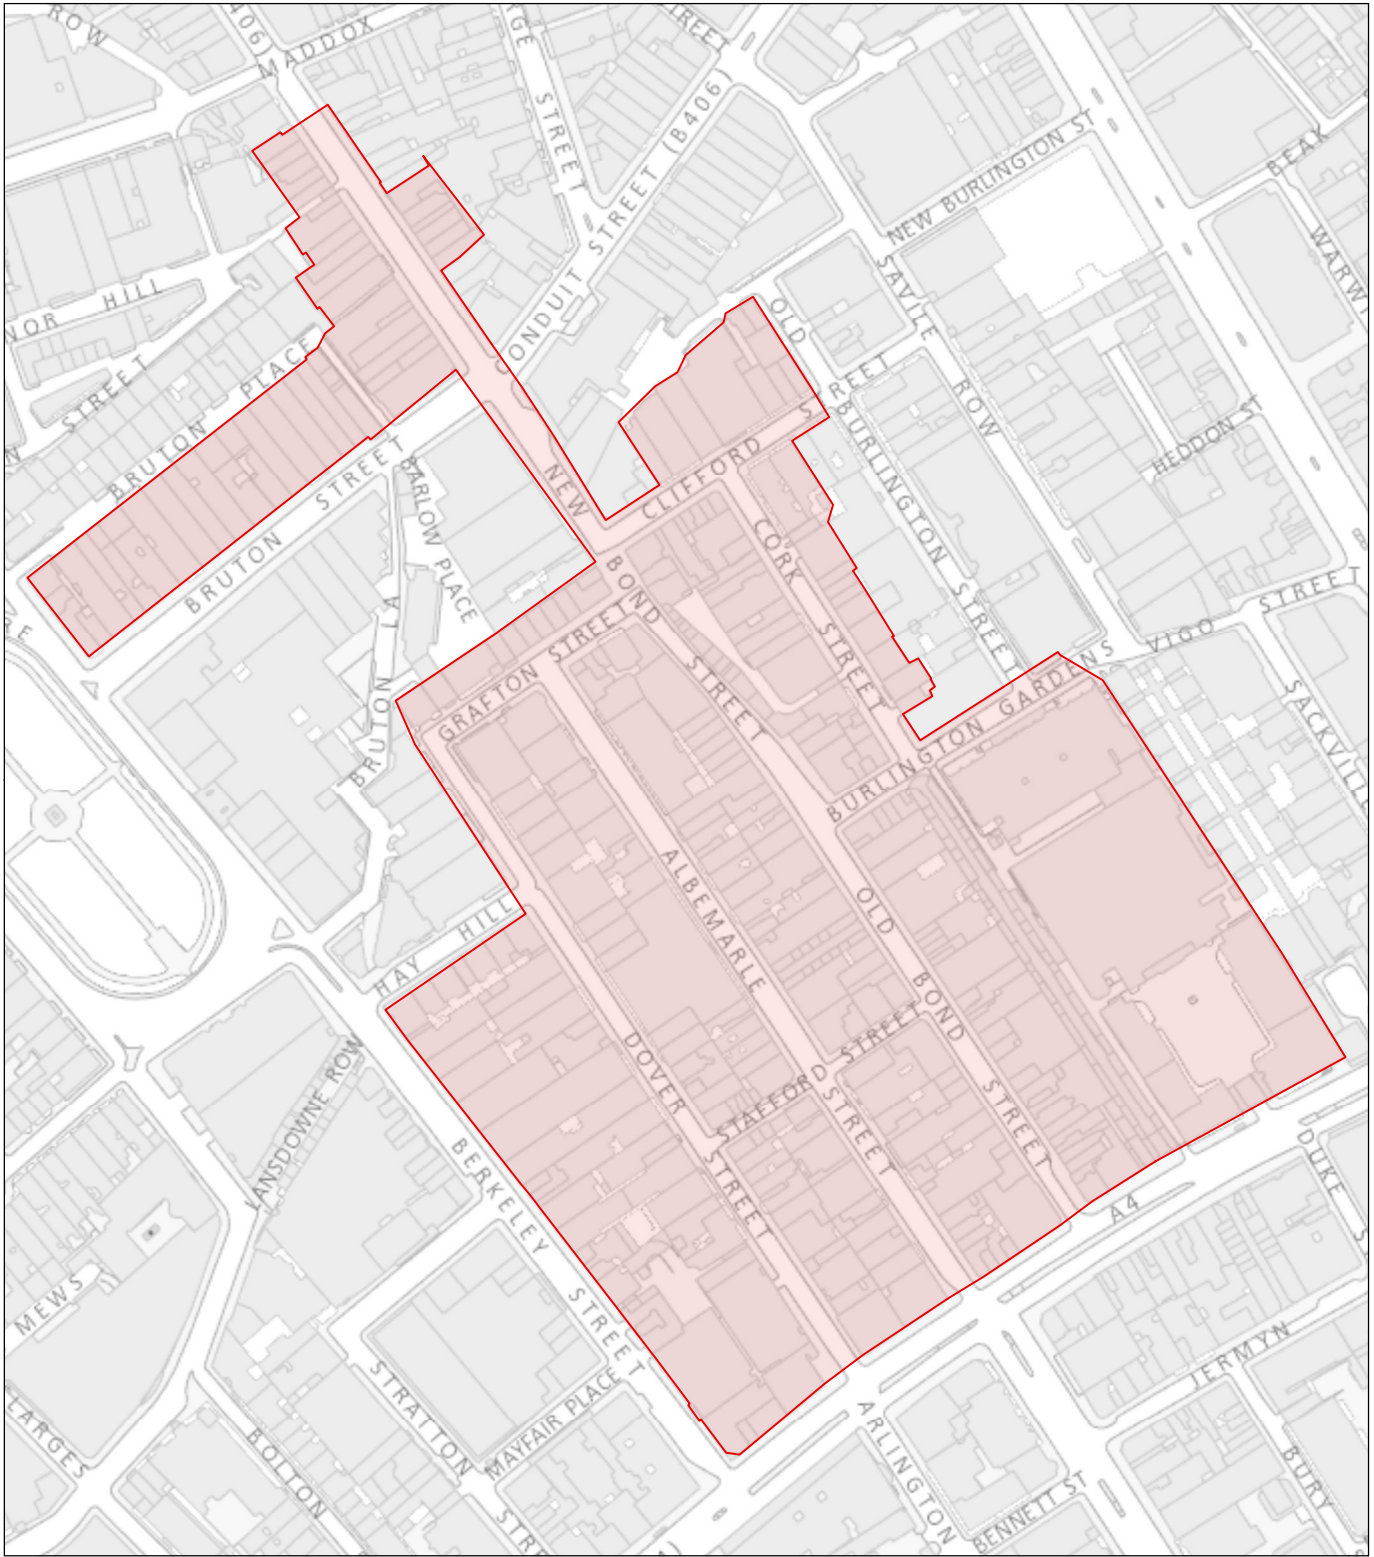 ROW
406)
MADDOX
STREET
STREET
CONDUIT STREET (B406)
NEW BURLINGTON ST
BEAK
WARW
HILL
STREET
BRUTON PLACE
BRUTON STREET
BARLOW PLACE
BRUTON LA
OLD
BURLINGTON STREET
SAVILE ROW
HEDDON ST
CLIFFORD STREET
CORK STREET
NEW BOND STREET
GRAFTON STREET
BURLINGTON GARDENS
VIGO STREET
SACKVILLE
ALBEMARLE STREET
OLD BOND STREET
HAY HILL
DOVER STREET
STAFFORD STREET
LANSDOWNE ROW
BERKELEY STREET
A4
DUKE
MEWS
STRATTON
STRE
MAYFAIR PLACE
JERMYN
LARGES
BOLTON
ARLINGTON
BENNETT ST
BURY